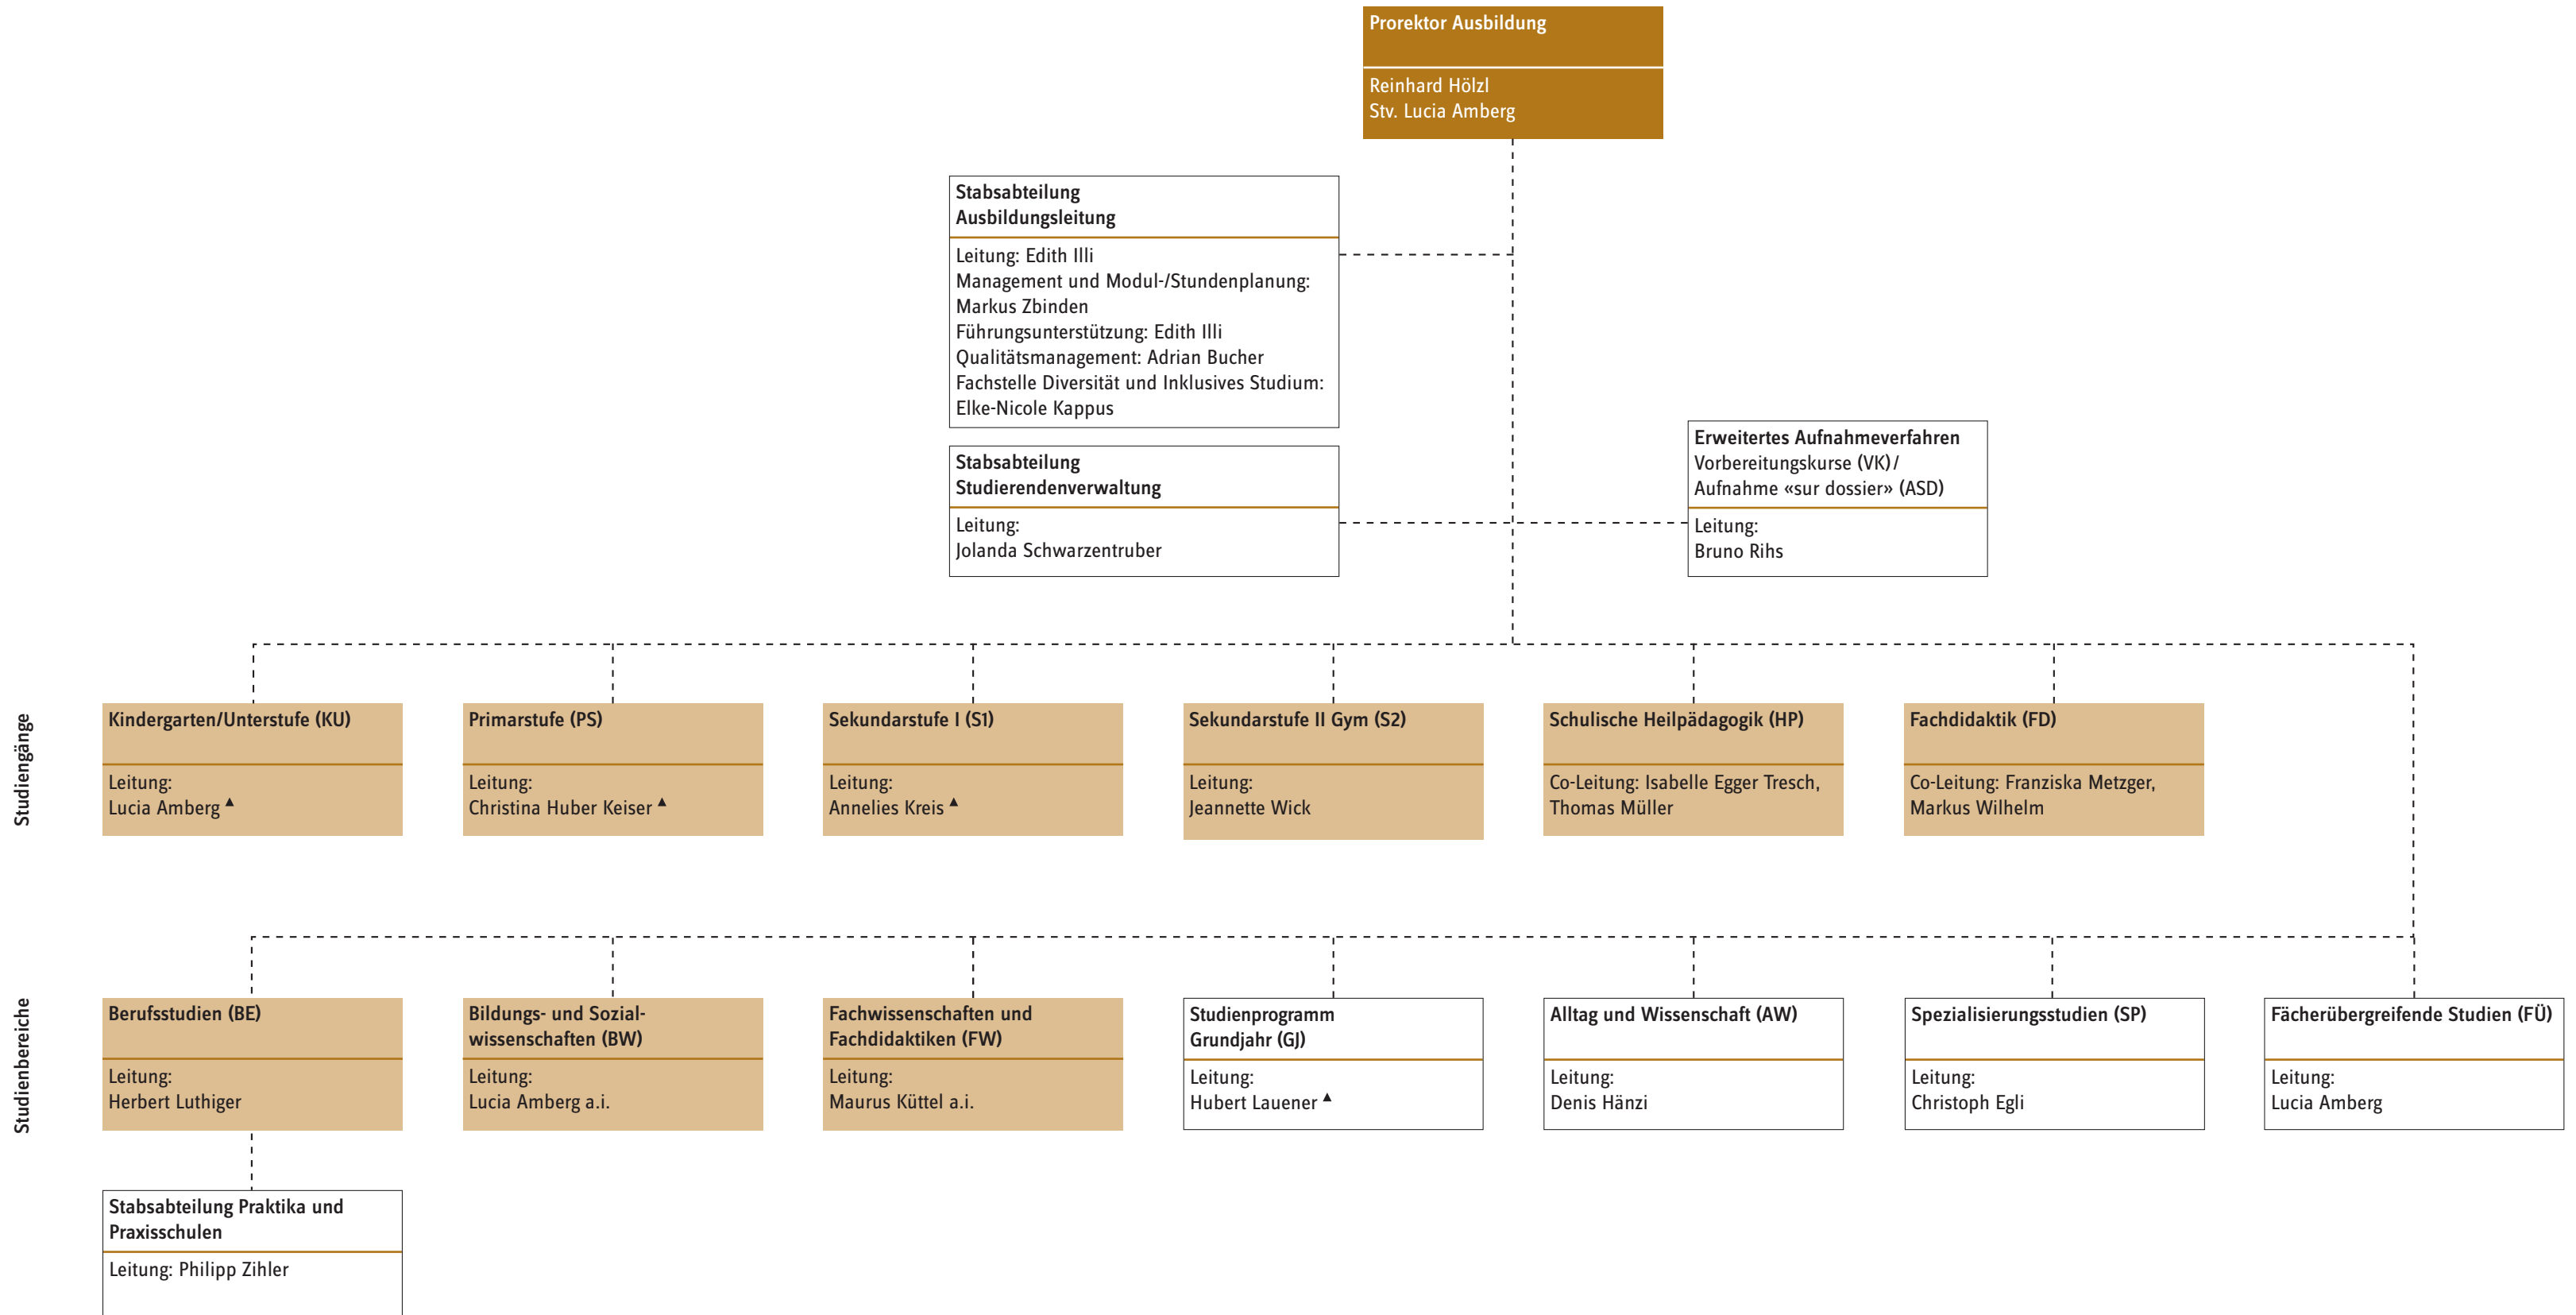 Prorektor Ausbildung
Reinhard Hölzl
Stv. Lucia Amberg
Stabsabteilung
Ausbildungsleitung
Leitung: Edith Illi
Management und Modul-/Stundenplanung:
Markus Zbinden
Führungsunterstützung: Edith Illi
Qualitätsmanagement: Adrian Bucher
Fachstelle Diversität und Inklusives Studium:
Elke-Nicole Kappus
Stabsabteilung
Studierendenverwaltung
Leitung:
Jolanda Schwarzentruber
Erweitertes Aufnahmeverfahren
Vorbereitungskurse (VK)/
Aufnahme «sur dossier» (ASD)
Leitung:
Bruno Rihs
Studiengänge
Kindergarten/Unterstufe (KU)
Leitung:
Lucia Amberg ▲
Primarstufe (PS)
Leitung:
Christina Huber Keiser ▲
Sekundarstufe I (S1)
Leitung:
Annelies Kreis ▲
Sekundarstufe II Gym (S2)
Leitung:
Jeannette Wick
Schulische Heilpädagogik (HP)
Co-Leitung: Isabelle Egger Tresch,
Thomas Müller
Fachdidaktik (FD)
Co-Leitung: Franziska Metzger,
Markus Wilhelm
Studienbereiche
Berufsstudien (BE)
Leitung:
Herbert Luthiger
Bildungs- und Sozial-
wissenschaften (BW)
Leitung:
Lucia Amberg a.i.
Fachwissenschaften und
Fachdidaktiken (FW)
Leitung:
Maurus Küttel a.i.
Studienprogramm
Grundjahr (GJ)
Leitung:
Hubert Lauener ▲
Alltag und Wissenschaft (AW)
Leitung:
Denis Hänzi
Spezialisierungsstudien (SP)
Leitung:
Christoph Egli
Fächerübergreifende Studien (FÜ)
Leitung:
Lucia Amberg
Stabsabteilung Praktika und
Praxisschulen
Leitung: Philipp Zihler